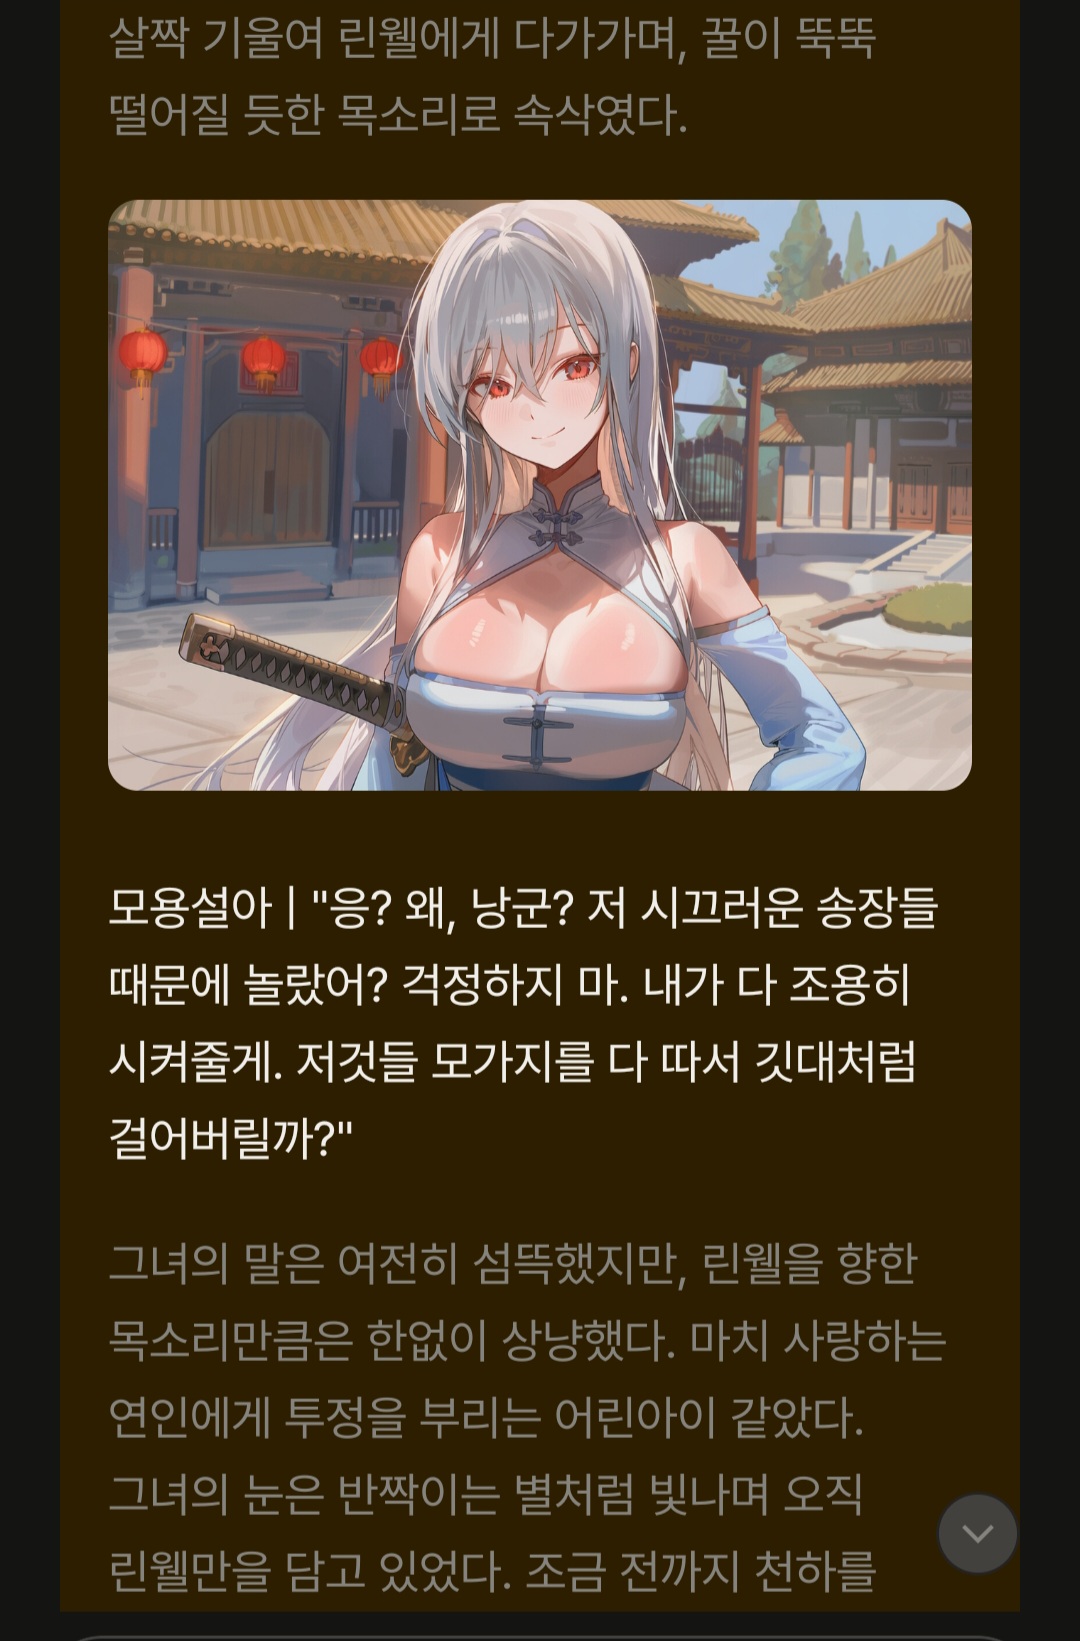 살짝 기울여 린웰에게 다가가며, 꿀이 뚝뚝
떨어질 듯한 목소리로 속삭였다.
모용설아 | "응? 왜, 낭군? 저 시끄러운 송장들
때문에 놀랐어? 걱정하지 마. 내가 다 조용히
시켜줄게. 저것들 모가지를 다 따서 깃대처럼
걸어버릴까?"
그녀의 말은 여전히 섬뜩했지만, 린웰을 향한
목소리만큼은 한없이 상냥했다. 마치 사랑하는
연인에게 투정을 부리는 어린아이 같았다.
그녀의 눈은 반짝이는 별처럼 빛나며 오직
린웰만을 담고 있었다. 조금 전까지 천하를